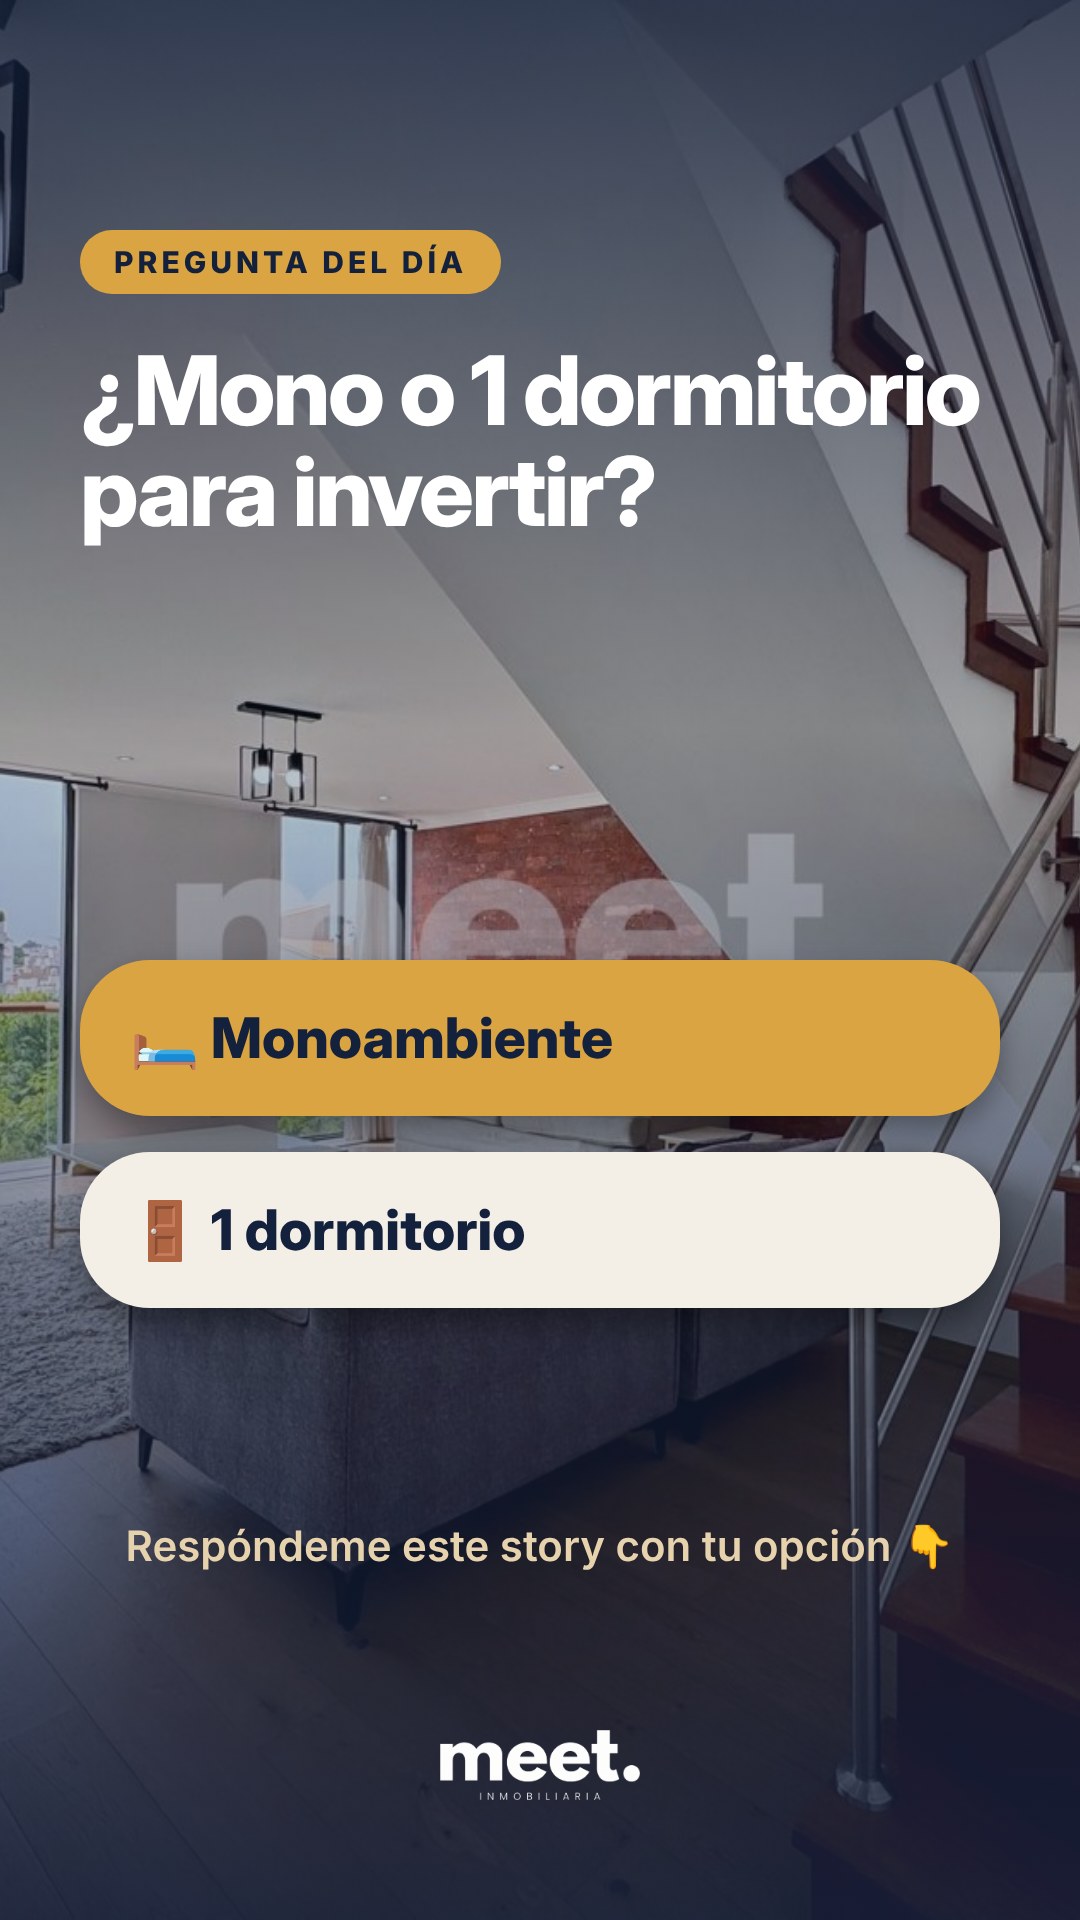 PREGUNTA DEL DÍA
¿Mono o 1 dormitorio
para invertir?
meet.
Monoambiente
1 dormitorio
Respóndeme este story con tu opción 👇
meet.
INMOBILIARIA